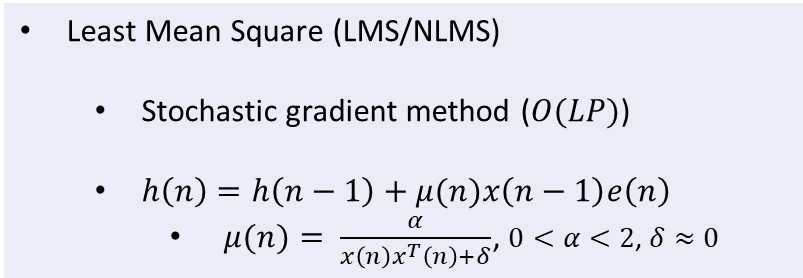 • Least Mean Square (LMS/NLMS)
• Stochastic gradient method (𝑂(𝐿𝑃))
• ℎ(𝑛) = ℎ(𝑛 − 1) + 𝜇(𝑛)𝑥(𝑛 − 1)𝑒(𝑛)
• 𝜇(𝑛) = 𝛼 / (𝑥(𝑛)𝑥^𝑇(𝑛)+𝛿), 0 < 𝛼 < 2, 𝛿 ≈ 0